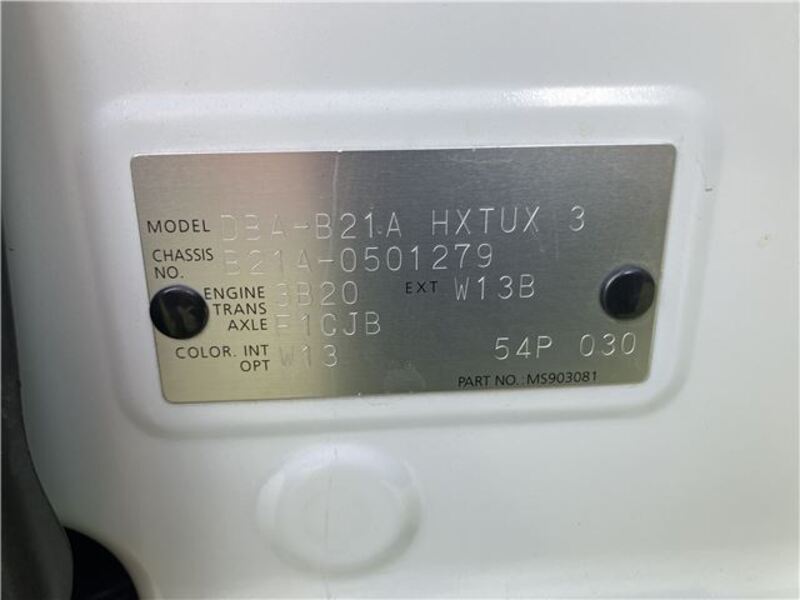 MODEL DBA-B21A HXTUX 3
CHASSIS NO. B21A-0501279
ENGINE 3B20 EXT W13B
TRANS AXLE F1CJB
COLOR. INT OPT W13 54P 030
PART NO.: MS903081